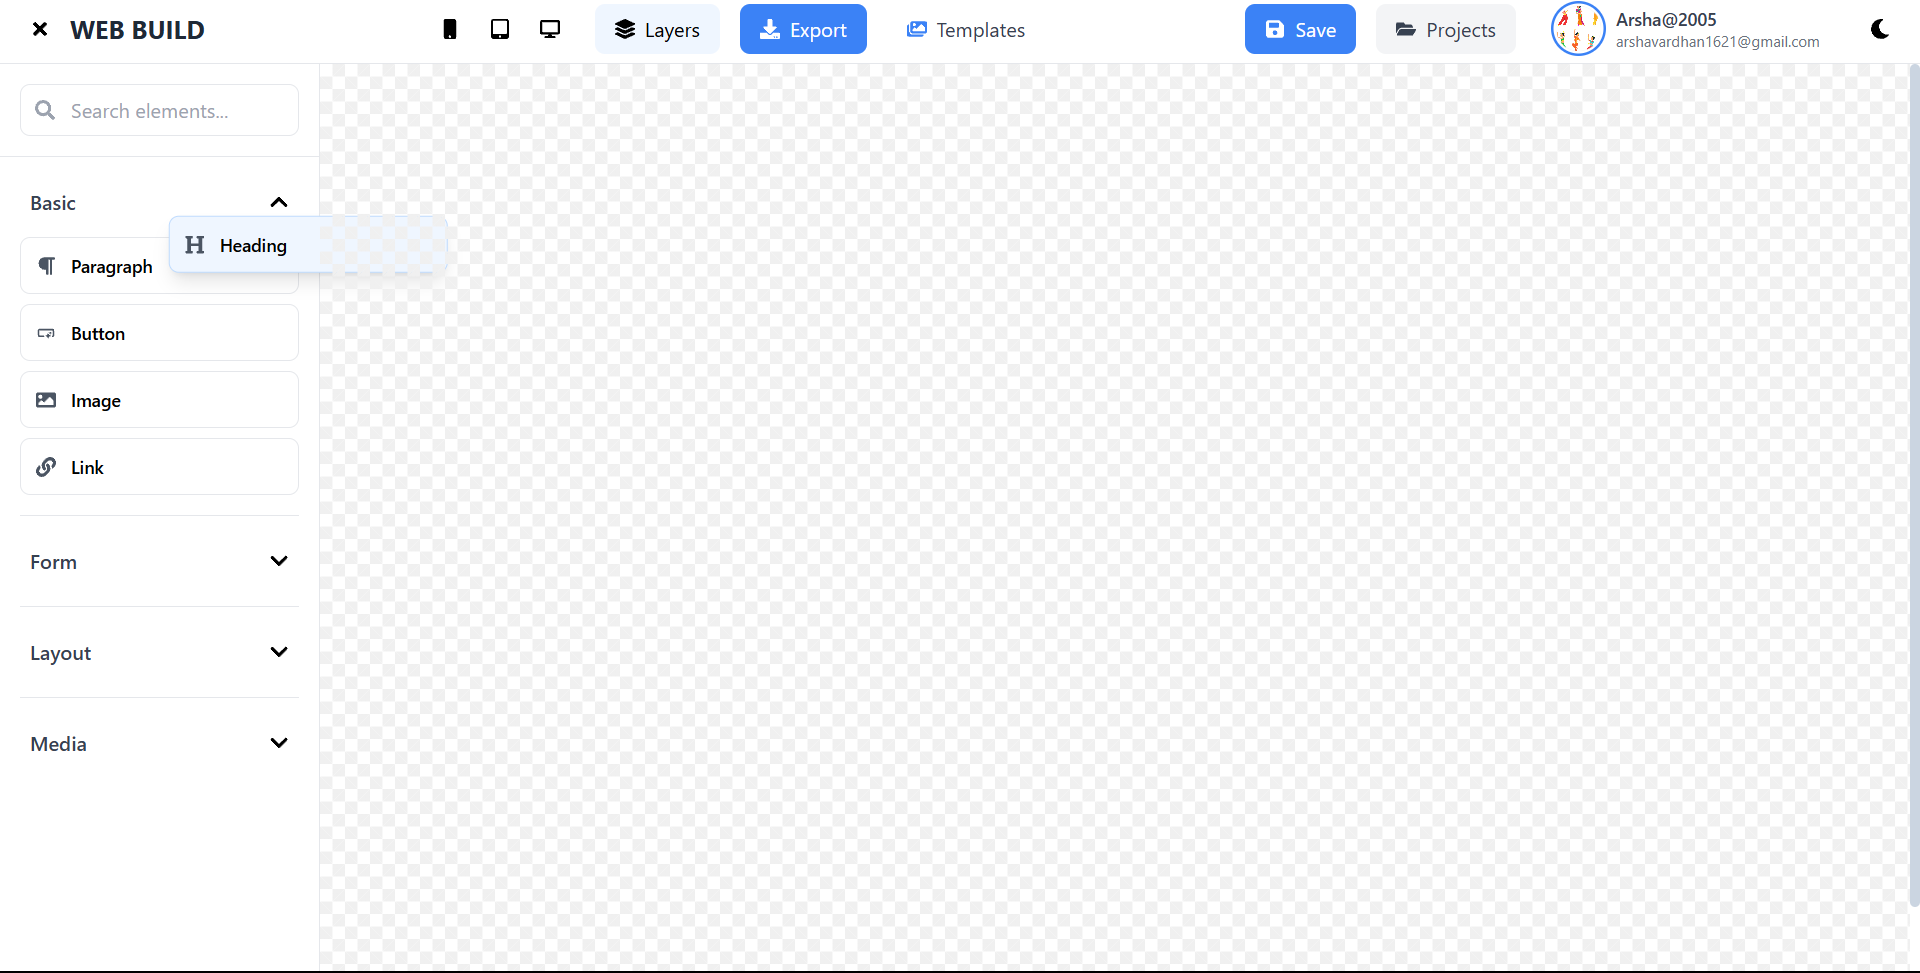 WEB BUILD
Layers
Export
Templates
Save
Projects
Arsha@2005
arshavardhan1621@gmail.com
Search elements...
Basic
Heading
Paragraph
Button
Image
Link
Form
Layout
Media